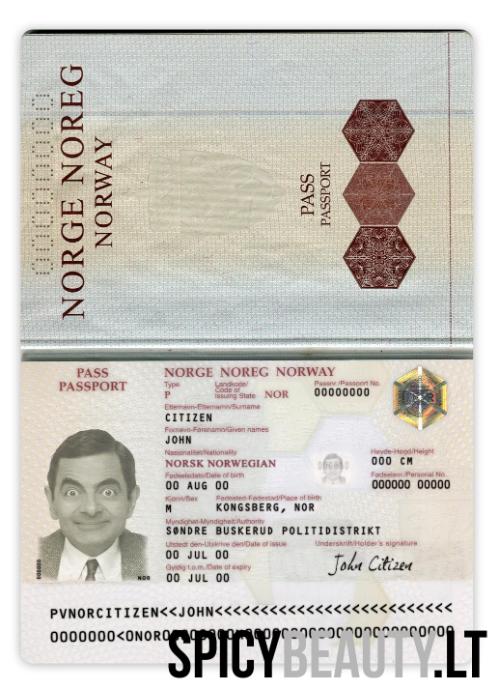 NORGE NOREG
NORWAY
PASS
PASSPORT
PASS
PASSPORT
NORGE NOREG NORWAY
Type
Landkode/
Code of
Issuing State
Passnr./Passport No.
P
NOR
00000000
Etternavn-Etternamn/Surname
CITIZEN
Fornavn-Førenamn/Given names
JOHN
Nasjonalitet/Nationality
Høyde-Høgd/Height
NORSK NORWEGIAN
000 CM
Fødselsdato/Date of birth
Fødselsnr./Personal No.
00 AUG 00
000000 00000
Kjønn/Sex
Fødested-Fødestad/Place of birth
M
KONGSBERG, NOR
Myndighet-Myndigheit/Authority
SØNDRE BUSKERUD POLITIDISTRIKT
Utstedt den-Utskrive den/Date of issue
Underskrift/Holder's signature
00 JUL 00
John Citizen
Gyldig t.o.m./Date of expiry
00 JUL 00
NOR
PVNORCITIZEN<<JOHN<<<<<<<<<<<<<<<<<<<<<<<<<<
SPICYBEAUTY.LT